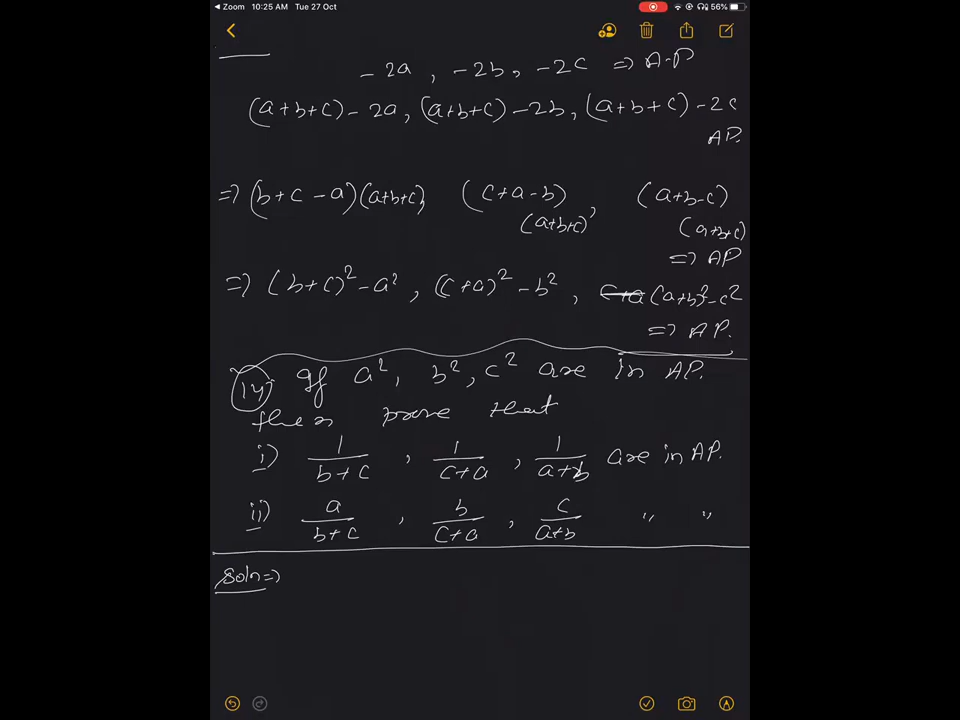 Zoom 10:25 AM Tue 27 Oct 56%
-2a, -2b, -2c => A.P
(a+b+c)-2a, (a+b+c)-2b, (a+b+c)-2c
AP.
=> (b+c-a)(a+b+c), (c+a-b) (a+b-c)
(a+b+c), (a+b+c)
=> AP
=> (b+c)²-a², (c+a)²-b², (a+b)²-c²
=> AP.
14 If a², b², c² are in AP.
then prove that
i) 1/(b+c), 1/(c+a), 1/(a+b) are in AP.
ii) a/(b+c), b/(c+a), c/(a+b) " "
Soln=>